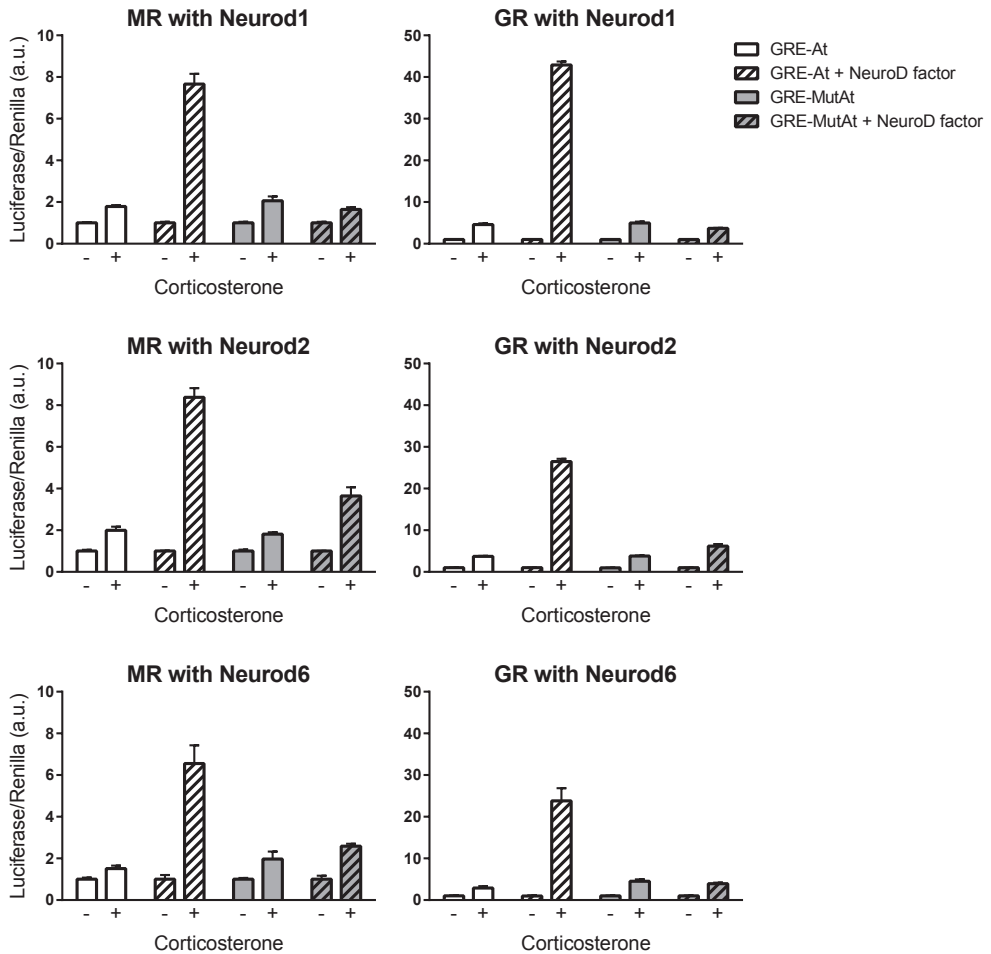 MR with Neurod1
Luciferase/Renilla (a.u.)
10
8
6
4
2
0
- + - + - + - +
Corticosterone
GR with Neurod1
50
40
30
20
10
0
- + - + - + - +
Corticosterone
GRE-At
GRE-At + NeuroD factor
GRE-MutAt
GRE-MutAt + NeuroD factor
MR with Neurod2
Luciferase/Renilla (a.u.)
10
8
6
4
2
0
- + - + - + - +
Corticosterone
GR with Neurod2
50
40
30
20
10
0
- + - + - + - +
Corticosterone
MR with Neurod6
Luciferase/Renilla (a.u.)
10
8
6
4
2
0
- + - + - + - +
Corticosterone
GR with Neurod6
50
40
30
20
10
0
- + - + - + - +
Corticosterone